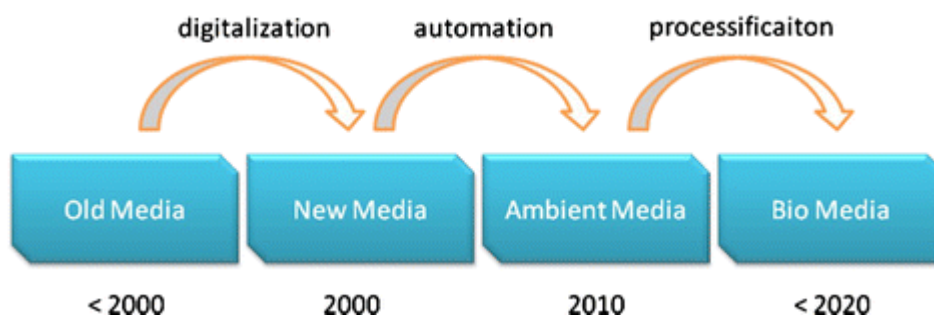 digitalization automation processificaiton
Old Media New Media Ambient Media Bio Media
< 2000 2000 2010 < 2020